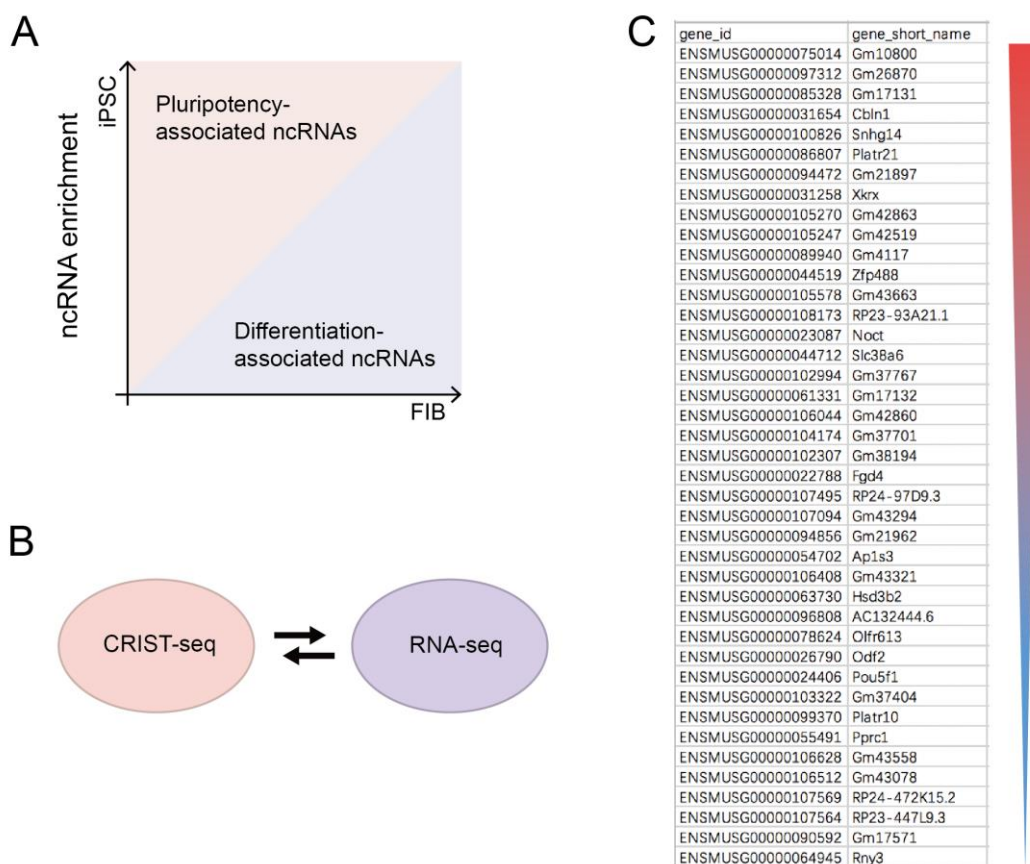 A
ncRNA enrichment
iPSC
Pluripotency-
associated ncRNAs
Differentiation-
associated ncRNAs
FIB
B
CRIST-seq
RNA-seq
C
gene_id gene_short_name
ENSMUSG00000075014 Gm10800
ENSMUSG00000097312 Gm26870
ENSMUSG00000085328 Gm17131
ENSMUSG00000031654 Cbln1
ENSMUSG00000100826 Snhg14
ENSMUSG00000086807 Platr21
ENSMUSG00000094472 Gm21897
ENSMUSG00000031258 Xkrx
ENSMUSG00000105270 Gm42863
ENSMUSG00000105247 Gm42519
ENSMUSG00000089940 Gm4117
ENSMUSG00000044519 Zfp488
ENSMUSG00000105578 Gm43663
ENSMUSG00000108173 RP23-93A21.1
ENSMUSG00000023087 Noct
ENSMUSG00000044712 Slc38a6
ENSMUSG00000102994 Gm37767
ENSMUSG00000061331 Gm17132
ENSMUSG00000106044 Gm42860
ENSMUSG00000104174 Gm37701
ENSMUSG00000102307 Gm38194
ENSMUSG00000022788 Fgd4
ENSMUSG00000107495 RP24-97D9.3
ENSMUSG00000107094 Gm43294
ENSMUSG00000094856 Gm21962
ENSMUSG00000054702 Ap1s3
ENSMUSG00000106408 Gm43321
ENSMUSG00000063730 Hsd3b2
ENSMUSG00000096808 AC132444.6
ENSMUSG00000078624 Olfr613
ENSMUSG00000026790 Odf2
ENSMUSG00000024406 Pou5f1
ENSMUSG00000103322 Gm37404
ENSMUSG00000099370 Platr10
ENSMUSG00000055491 Pprc1
ENSMUSG00000106628 Gm43558
ENSMUSG00000106512 Gm43078
ENSMUSG00000107569 RP24-472K15.2
ENSMUSG00000107564 RP23-447L9.3
ENSMUSG00000090592 Gm17571
ENSMUSG00000064945 Rny3